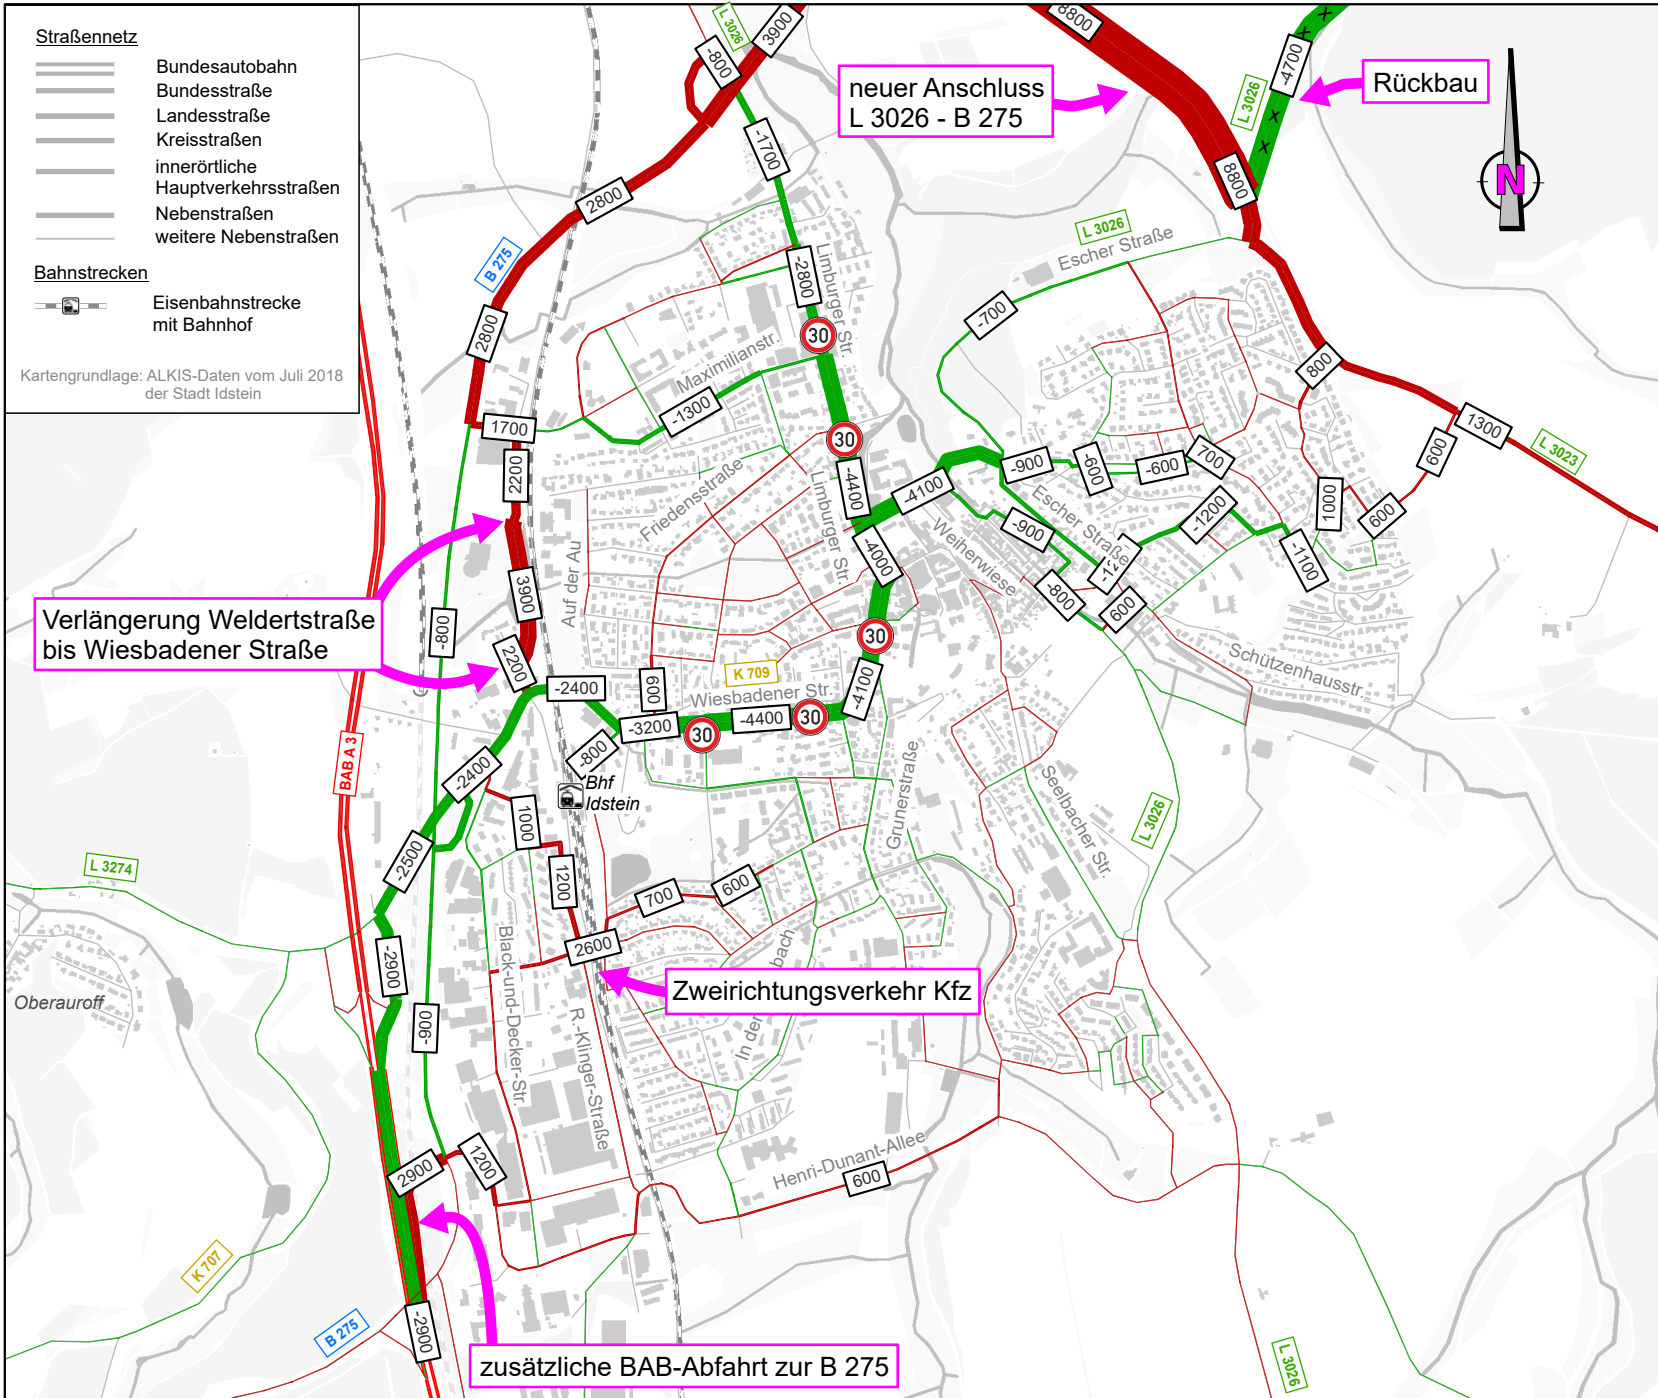 Straßennetz
Bundesautobahn
Bundesstraße
Landesstraße
Kreisstraßen
innerörtliche
Hauptverkehrsstraßen
Nebenstraßen
weitere Nebenstraßen
Bahnstrecken
Eisenbahnstrecke
mit Bahnhof
Kartengrundlage: ALKIS-Daten vom Juli 2018
der Stadt Idstein
neuer Anschluss
L 3026 - B 275
Rückbau
N
Verlängerung Weldertstraße
bis Wiesbadener Straße
Zweirichtungsverkehr Kfz
zusätzliche BAB-Abfahrt zur B 275
L 3026
3900
-800
-1700
2800
B 275
2800
-2800
Limburger Str.
30
Maximilianstr.
-1300
1700
2200
30
-4400
Friedensstraße
Limburger Str.
Auf der Au
3900
2200
-800
-2400
600
K 709
Wiesbadener Str.
-3200
-4400
30
30
-4100
30
-4000
-4100
8800
8800
-4700
L 3026
L 3026
Escher Straße
-700
800
1300
L 3023
600
600
1000
700
-600
-600
-900
Escher Straße
-1200
-1100
-900
Weiherwiese
-800
600
Schützenhausstr.
-800
Bhf
Idstein
-2400
1000
-2500
1200
BAB A 3
L 3274
-2900
Oberauroff
-900
700
600
2600
Grunerstraße
Seelbacher Str.
L 3026
Black-und-Decker-Str.
R.-Klinger-Straße
Henri-Dunant-Allee
600
2900
1200
K 707
B 275
-2900
L 3026